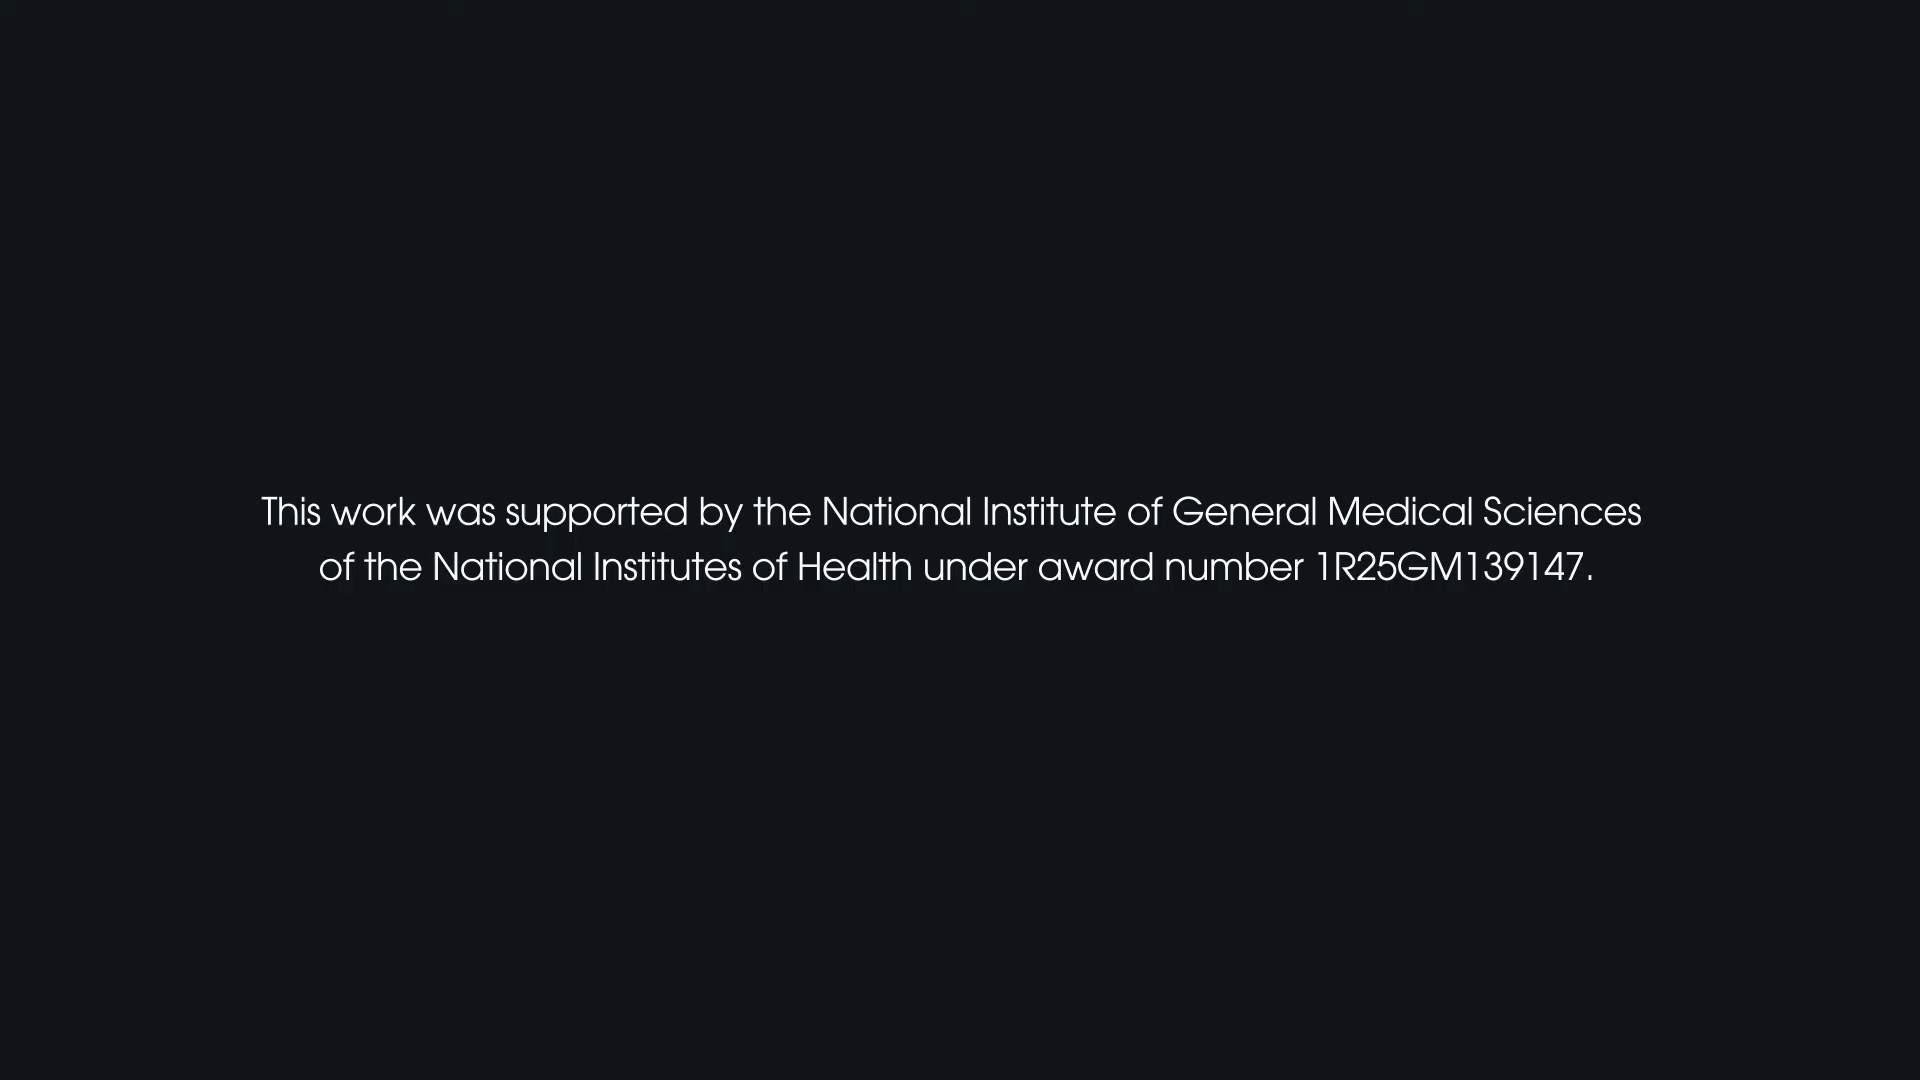 This work was supported by the National Institute of General Medical Sciences
of the National Institutes of Health under award number 1R25GM139147.